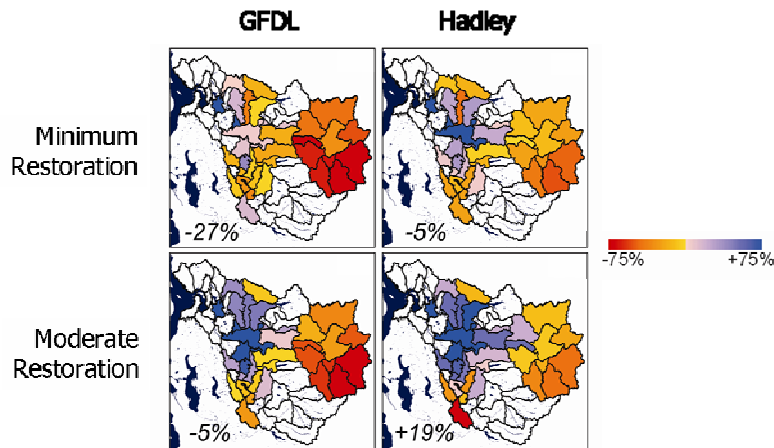 GFDL
Hadley
Minimum
Restoration
-27%
-5%
-75%
+75%
Moderate
Restoration
-5%
+19%